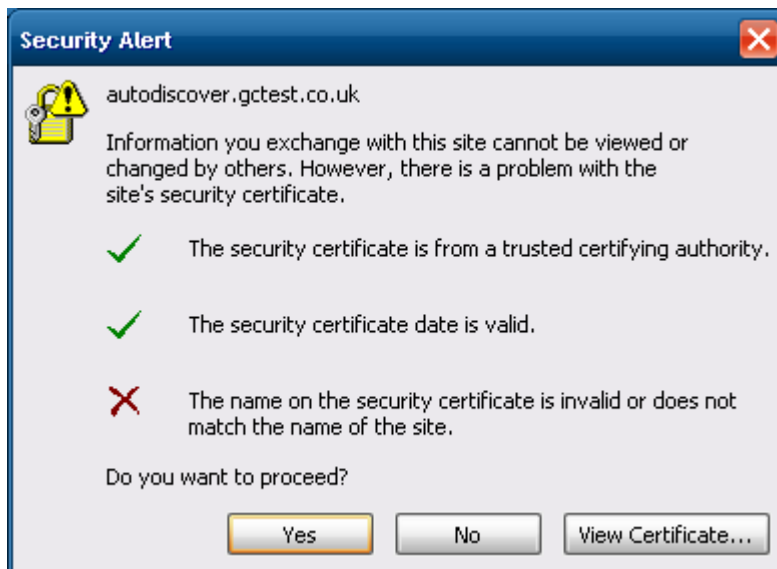 Security Alert
autodiscover.gctest.co.uk
Information you exchange with this site cannot be viewed or
changed by others. However, there is a problem with the
site's security certificate.
The security certificate is from a trusted certifying authority.
The security certificate date is valid.
The name on the security certificate is invalid or does not
match the name of the site.
Do you want to proceed?
Yes No View Certificate...